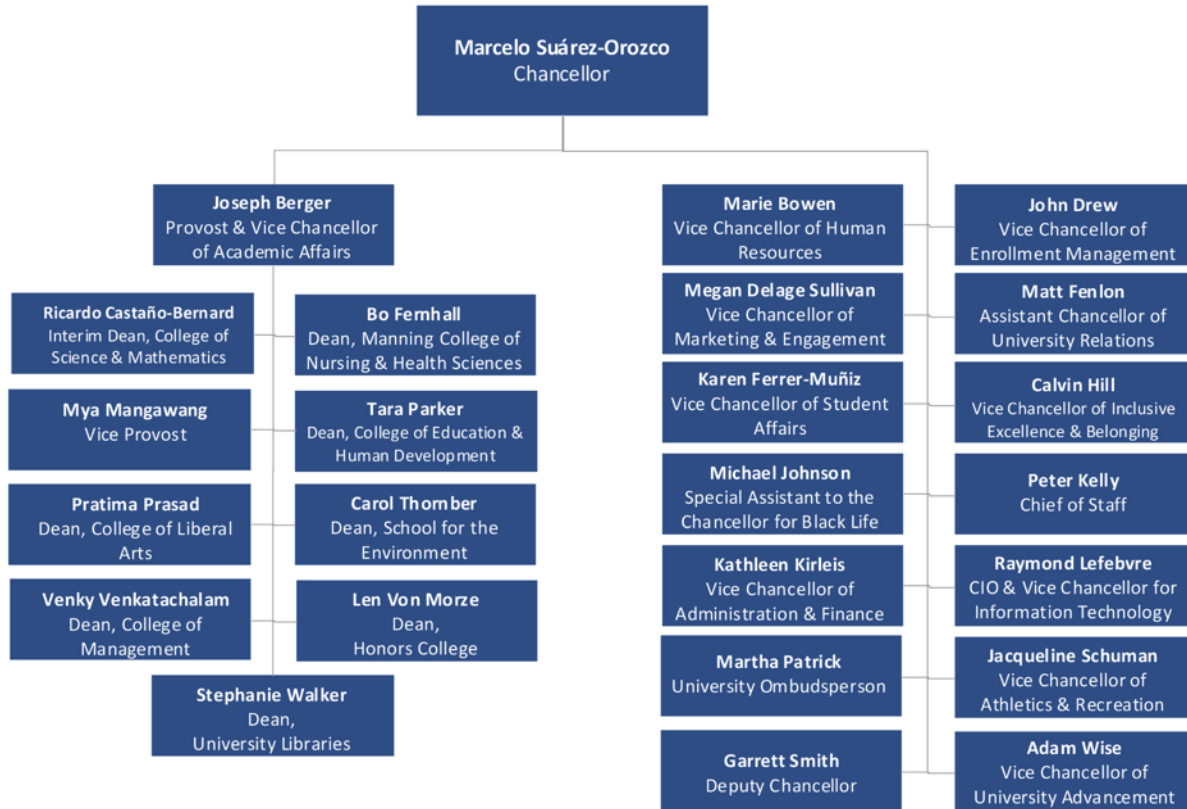 Marcelo Suárez-Orozco
Chancellor
Joseph Berger
Provost & Vice Chancellor
of Academic Affairs
Ricardo Castaño-Bernard
Interim Dean, College of
Science & Mathematics
Bo Fernhall
Dean, Manning College of
Nursing & Health Sciences
Mya Mangawang
Vice Provost
Tara Parker
Dean, College of Education &
Human Development
Pratima Prasad
Dean, College of Liberal
Arts
Carol Thornber
Dean, School for the
Environment
Venky Venkatachalam
Dean, College of
Management
Len Von Morze
Dean,
Honors College
Stephanie Walker
Dean,
University Libraries
Marie Bowen
Vice Chancellor of Human
Resources
John Drew
Vice Chancellor of
Enrollment Management
Megan Delage Sullivan
Vice Chancellor of
Marketing & Engagement
Matt Fenlon
Assistant Chancellor of
University Relations
Karen Ferrer-Muñiz
Vice Chancellor of Student
Affairs
Calvin Hill
Vice Chancellor of Inclusive
Excellence & Belonging
Michael Johnson
Special Assistant to the
Chancellor for Black Life
Peter Kelly
Chief of Staff
Kathleen Kirleis
Vice Chancellor of
Administration & Finance
Raymond Lefebvre
CIO & Vice Chancellor for
Information Technology
Martha Patrick
University Ombudsperson
Jacqueline Schuman
Vice Chancellor of
Athletics & Recreation
Garrett Smith
Deputy Chancellor
Adam Wise
Vice Chancellor of
University Advancement